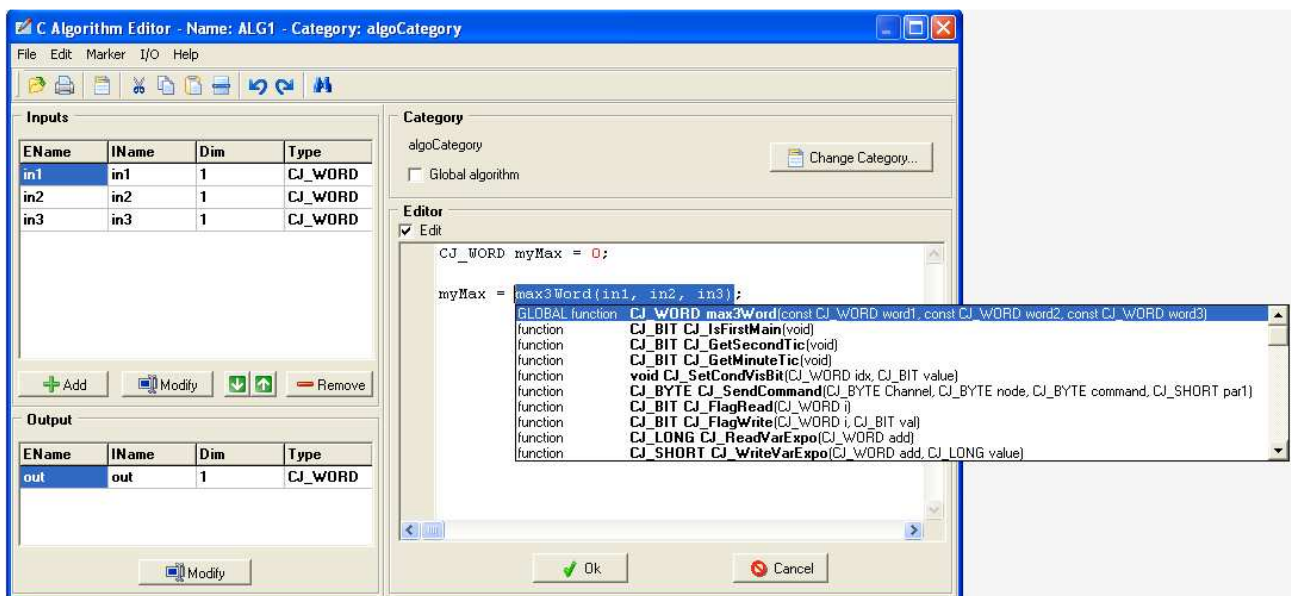 C Algorithm Editor - Name: ALG1 - Category: algoCategory
File Edit Marker I/O Help
Inputs
EName IName Dim Type
in1 in1 1 CJ_WORD
in2 in2 1 CJ_WORD
in3 in3 1 CJ_WORD
Add Modify Remove
Output
EName IName Dim Type
out out 1 CJ_WORD
Modify
Category
algoCategory
Change Category...
Global algorithm
Editor
Edit
CJ_WORD myMax = 0;
myMax = max3Word(in1, in2, in3);
GLOBAL function CJ_WORD max3Word(const CJ_WORD word1, const CJ_WORD word2, const CJ_WORD word3)
function CJ_BIT CJ_IsFirstMain(void)
function CJ_BIT CJ_GetSecondTic(void)
function CJ_BIT CJ_GetMinuteTic(void)
function void CJ_SetCondVisBit(CJ_WORD idx, CJ_BIT value)
function CJ_BYTE CJ_SendCommand(CJ_BYTE Channel, CJ_BYTE node, CJ_BYTE command, CJ_SHORT par1)
function CJ_BIT CJ_FlagRead(CJ_WORD i)
function CJ_BIT CJ_FlagWrite(CJ_WORD i, CJ_BIT val)
function CJ_LONG CJ_ReadVarExpo(CJ_WORD add)
function CJ_SHORT CJ_WriteVarExpo(CJ_WORD add, CJ_LONG value)
Ok Cancel